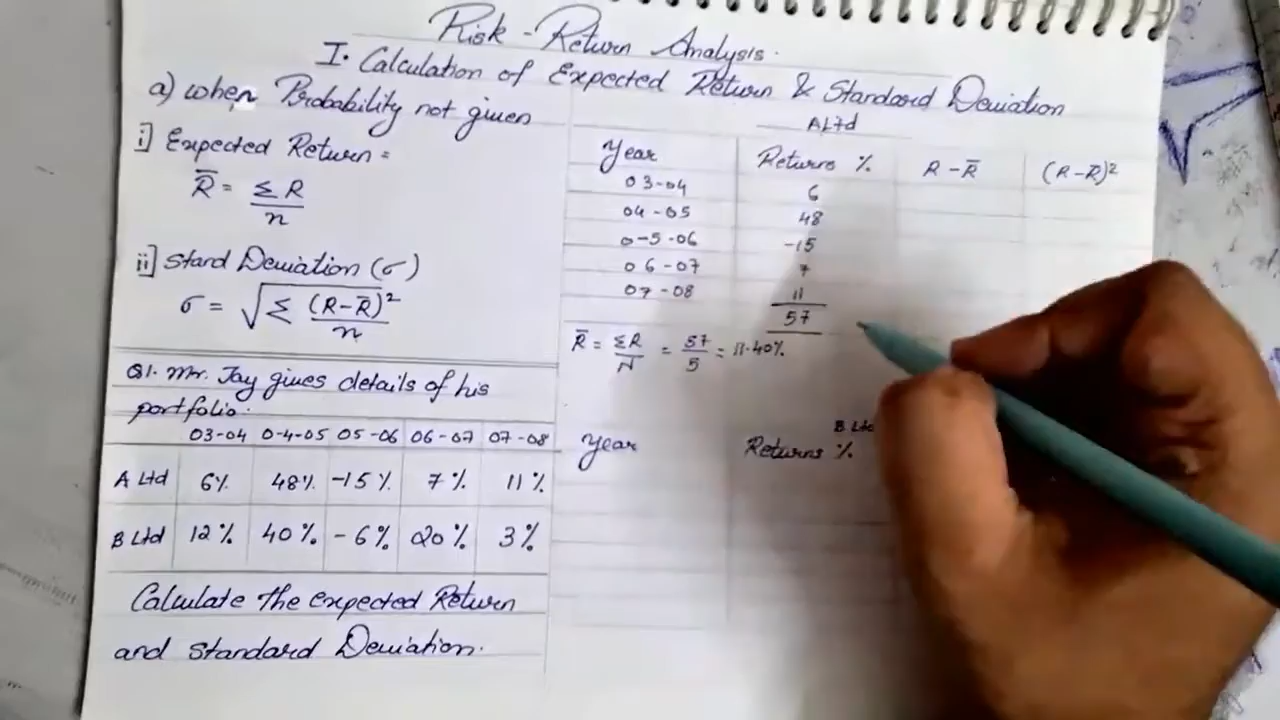 Risk - Return Analysis.
I. Calculation of Expected Return & Standard Deviation
a) when Probability not given
i] Expected Return =
R̄ = ΣR / n
ii] Stard Deviation (σ)
σ = √Σ (R-R̄)² / n
Q1. Mr. Jay gives details of his
portfolio.
03-04 0-4-05 05-06 06-07 07-08
A Ltd 6% 48% -15% 7% 11%
B Ltd 12% 40% -6% 20% 3%
Calculate the expected Return
and standard Deviation.
A Ltd
Year Returns % R-R̄ (R-R̄)²
03-04 6
04-05 48
0-5-06 -15
06-07 7
07-08 11
57
R̄ = ΣR / N = 57 / 5 = 11.40%
B Ltd
Year Returns %